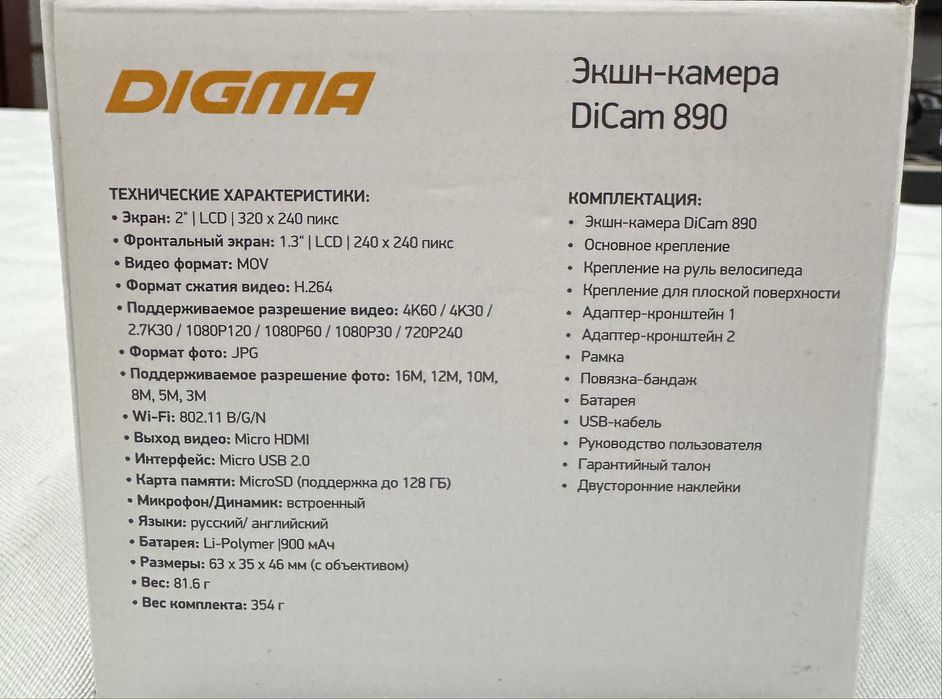 DIGMA
Экшн-камера
DiCam 890
ТЕХНИЧЕСКИЕ ХАРАКТЕРИСТИКИ:
• Экран: 2" | LCD | 320 x 240 пикс
• Фронтальный экран: 1.3" | LCD | 240 x 240 пикс
• Видео формат: MOV
• Формат сжатия видео: H.264
• Поддерживаемое разрешение видео: 4K60 / 4K30 /
2.7K30 / 1080P120 / 1080P60 / 1080P30 / 720P240
• Формат фото: JPG
• Поддерживаемое разрешение фото: 16M, 12M, 10M,
8M, 5M, 3M
• Wi-Fi: 802.11 B/G/N
• Выход видео: Micro HDMI
• Интерфейс: Micro USB 2.0
• Карта памяти: MicroSD (поддержка до 128 ГБ)
• Микрофон/Динамик: встроенный
• Языки: русский/ английский
• Батарея: Li-Polymer |900 мАч
• Размеры: 63 x 35 x 46 мм (с объективом)
• Вес: 81.6 г
• Вес комплекта: 354 г
КОМПЛЕКТАЦИЯ:
• Экшн-камера DiCam 890
• Основное крепление
• Крепление на руль велосипеда
• Крепление для плоской поверхности
• Адаптер-кронштейн 1
• Адаптер-кронштейн 2
• Рамка
• Повязка-бандаж
• Батарея
• USB-кабель
• Руководство пользователя
• Гарантийный талон
• Двусторонние наклейки